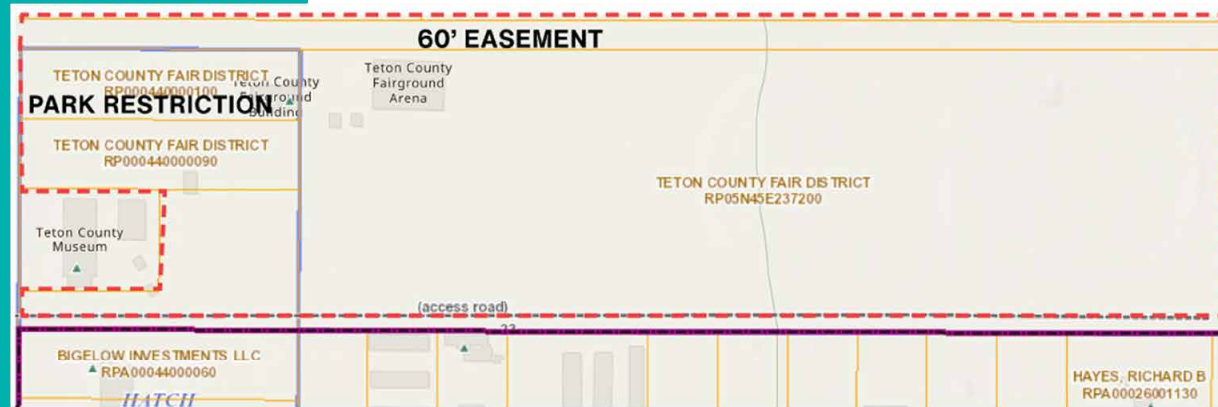 60' EASEMENT
TETON COUNTY FAIR DISTRICT
RP000440000100
Teton County
Fairground
Building
PARK RESTRICTION
Teton County
Fairground
Arena
TETON COUNTY FAIR DISTRICT
RP000440000090
TETON COUNTY FAIR DISTRICT
RP05N45E237200
Teton County
Museum
(access road)
23
BIGELOW INVESTMENTS LLC
RPA00044000060
HATCH
HAYES, RICHARD B
RPA00026001130